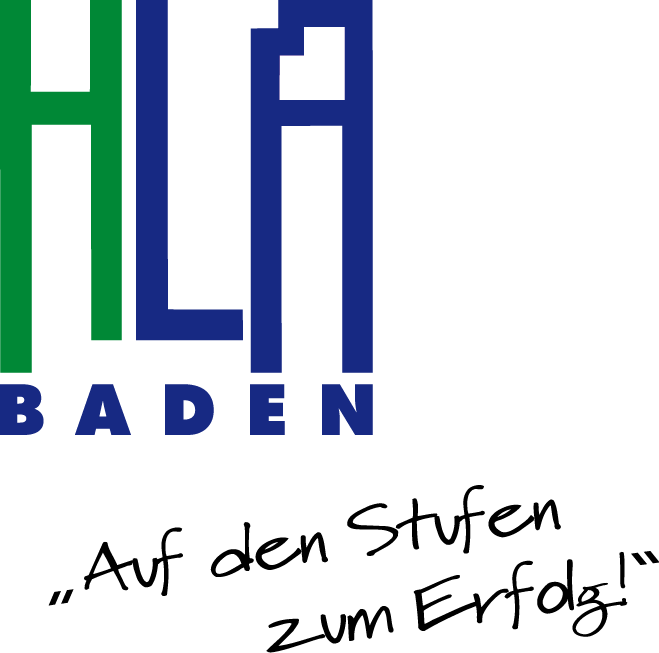 HLA
BADEN
„Auf den Stufen
zum Erfolg!“